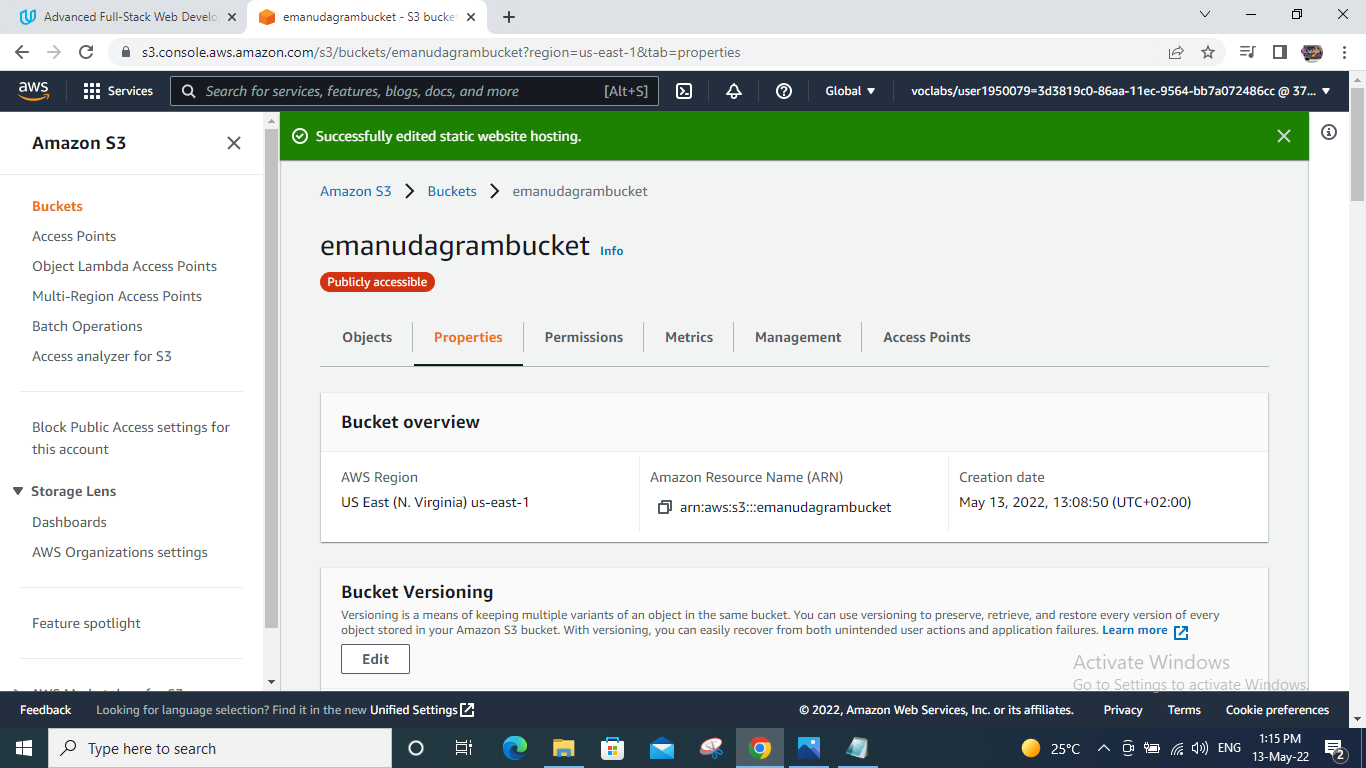 Advanced Full-Stack Web Develo
emanudagrambucket - S3 bucket
s3.console.aws.amazon.com/s3/buckets/emanudagrambucket?region=us-east-1&tab=properties
aws
Services
Search for services, features, blogs, docs, and more
[Alt+S]
Global
voclabs/user1950079=3d3819c0-86aa-11ec-9564-bb7a072486cc @ 37...
Amazon S3
Buckets
Access Points
Object Lambda Access Points
Multi-Region Access Points
Batch Operations
Access analyzer for S3
Block Public Access settings for
this account
Storage Lens
Dashboards
AWS Organizations settings
Feature spotlight
Successfully edited static website hosting.
Amazon S3
Buckets
emanudagrambucket
emanudagrambucket
Info
Publicly accessible
Objects
Properties
Permissions
Metrics
Management
Access Points
Bucket overview
AWS Region
US East (N. Virginia) us-east-1
Amazon Resource Name (ARN)
arn:aws:s3:::emanudagrambucket
Creation date
May 13, 2022, 13:08:50 (UTC+02:00)
Bucket Versioning
Versioning is a means of keeping multiple variants of an object in the same bucket. You can use versioning to preserve, retrieve, and restore every version of every
object stored in your Amazon S3 bucket. With versioning, you can easily recover from both unintended user actions and application failures. Learn more
Edit
Activate Windows
Go to Settings to activate Windows.
Feedback
Looking for language selection? Find it in the new Unified Settings
© 2022, Amazon Web Services, Inc. or its affiliates.
Privacy
Terms
Cookie preferences
Type here to search
25°C
ENG
1:15 PM
13-May-22
2